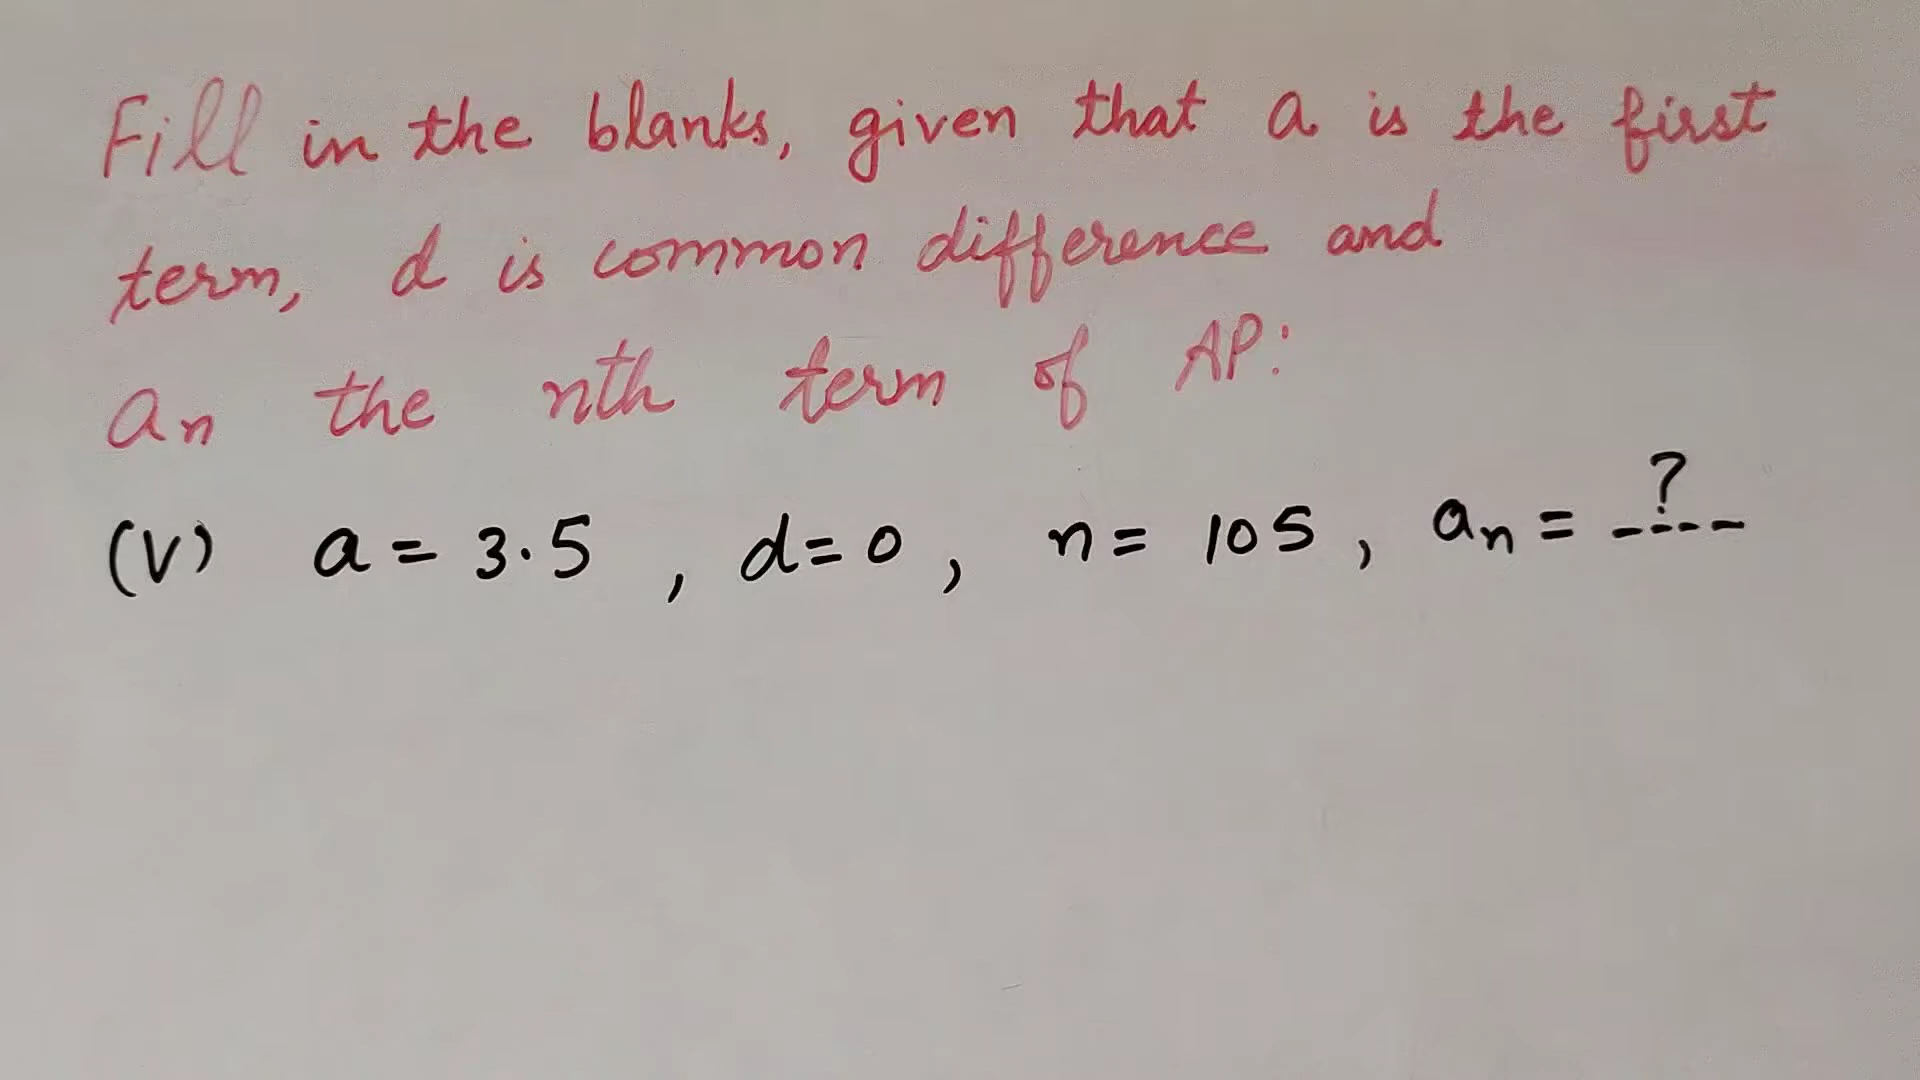 Fill in the blanks, given that a is the first
term, d is common difference and
an the nth term of AP:
(V) a = 3.5 , d=0 , n= 105 , an = ----?